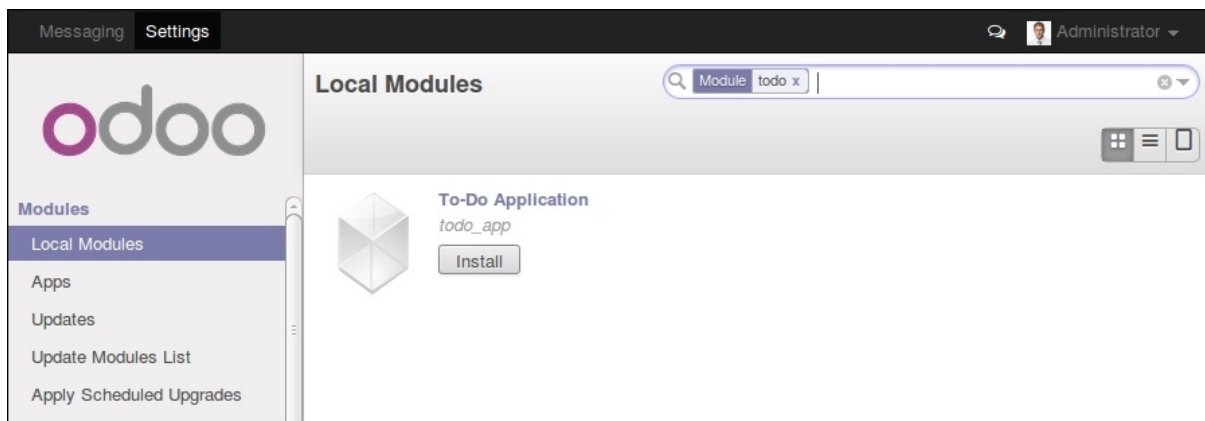 Messaging Settings Administrator
odoo
Local Modules Module todo x
Modules
Local Modules
Apps
Updates
Update Modules List
Apply Scheduled Upgrades
To-Do Application
todo_app
Install